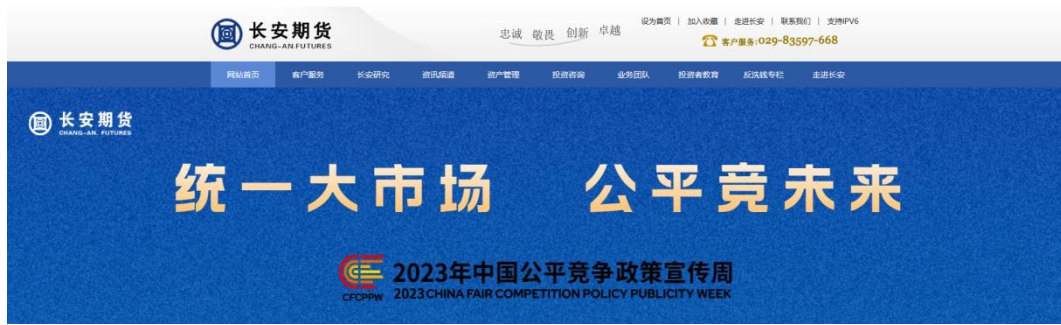 长安期货
CHANG-AN.FUTURES
忠诚 敬畏 创新 卓越
设为首页 | 加入收藏 | 走进长安 | 联系我们 | 支持IPV6
客户服务:029-83597-668
网站首页 客户服务 长安研究 资讯频道 资产管理 投资咨询 业务团队 投资者教育 反洗钱专栏 走进长安
长安期货
CHANG-AN. FUTURES
统一大市场 公平竞未来
CFCPPW
2023年中国公平竞争政策宣传周
2023 CHINA FAIR COMPETITION POLICY PUBLICITY WEEK